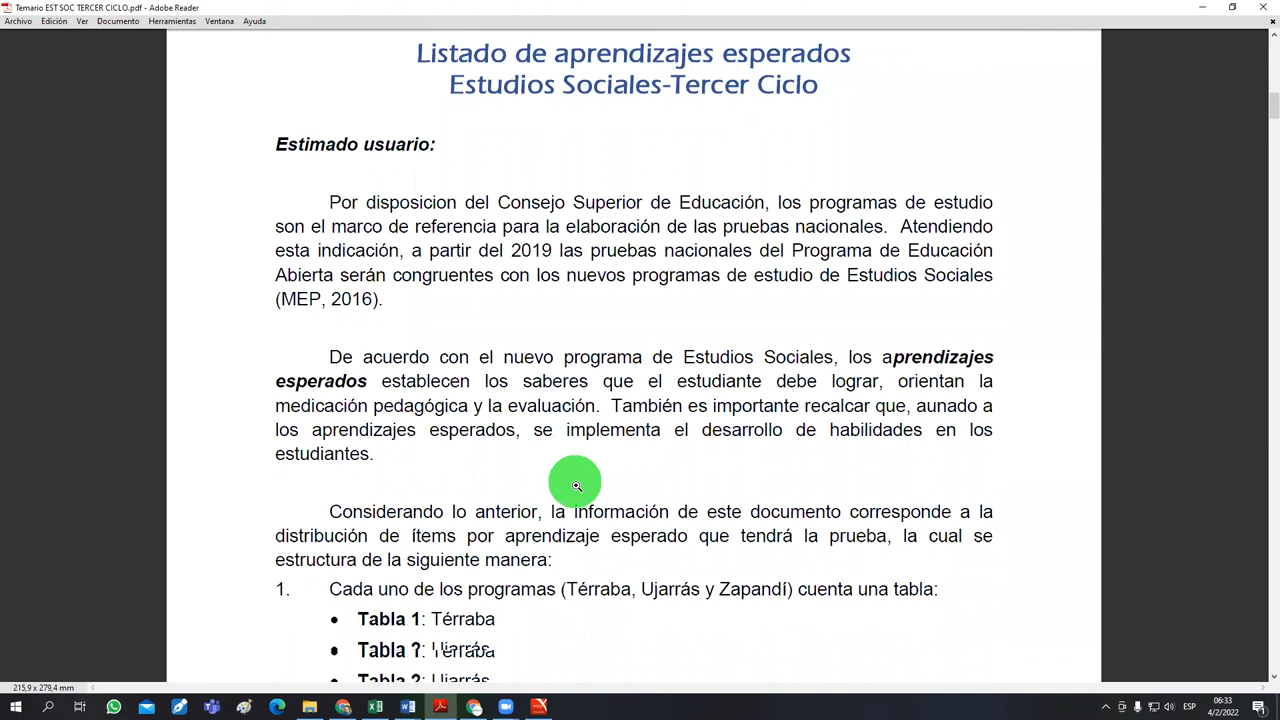 Temario EST SOC TERCER CICLO.pdf - Adobe Reader
Archivo Edición Ver Documento Herramientas Ventana Ayuda
Listado de aprendizajes esperados
Estudios Sociales-Tercer Ciclo
Estimado usuario:
Por disposicion del Consejo Superior de Educación, los programas de estudio
son el marco de referencia para la elaboración de las pruebas nacionales. Atendiendo
esta indicación, a partir del 2019 las pruebas nacionales del Programa de Educación
Abierta serán congruentes con los nuevos programas de estudio de Estudios Sociales
(MEP, 2016).
De acuerdo con el nuevo programa de Estudios Sociales, los aprendizajes
esperados establecen los saberes que el estudiante debe lograr, orientan la
medicación pedagógica y la evaluación. También es importante recalcar que, aunado a
los aprendizajes esperados, se implementa el desarrollo de habilidades en los
estudiantes.
Considerando lo anterior, la información de este documento corresponde a la
distribución de ítems por aprendizaje esperado que tendrá la prueba, la cual se
estructura de la siguiente manera:
1. Cada uno de los programas (Térraba, Ujarrás y Zapandí) cuenta una tabla:
• Tabla 1: Térraba
• Tabla
• Tabla 2: Ujarrás
215,9 x 279,4 mm
ESP
06:33
4/2/2022